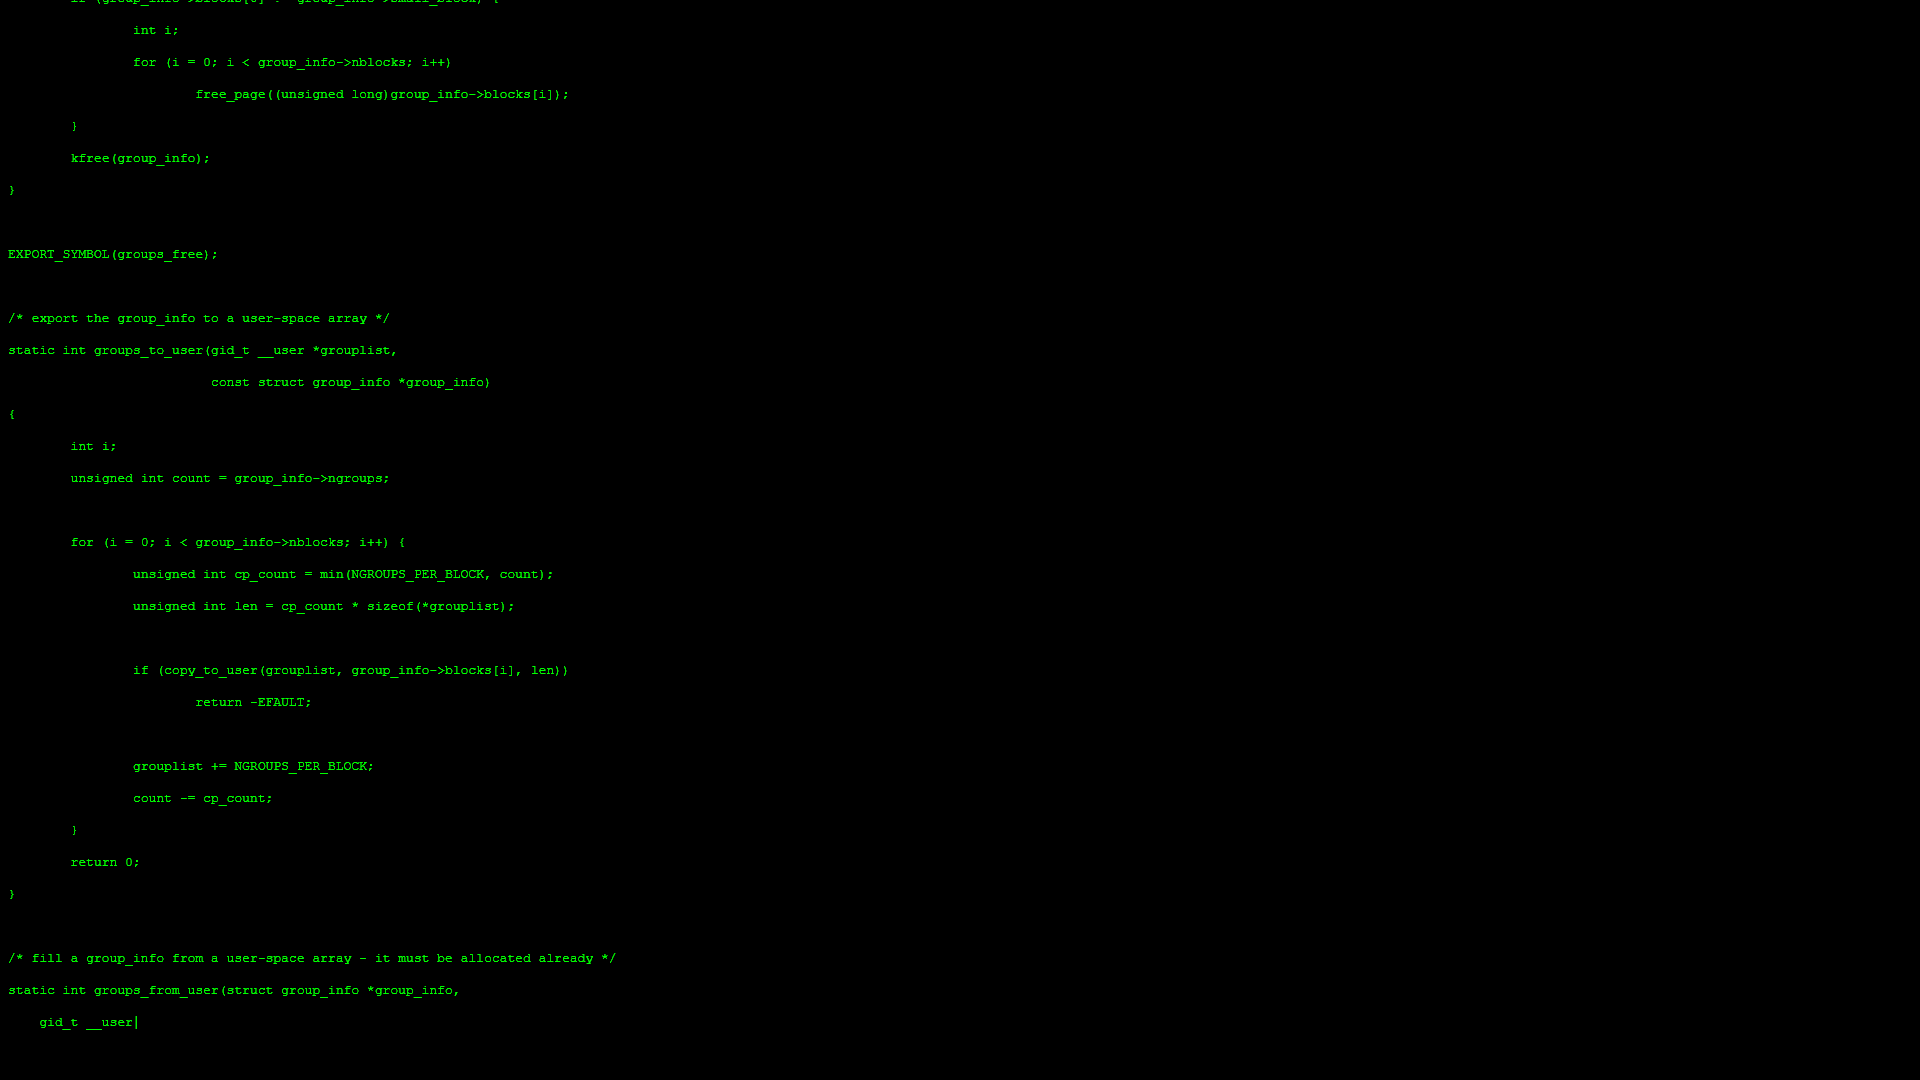 int i;
for (i = 0; i < group_info->nblocks; i++)
free_page((unsigned long)group_info->blocks[i]);
}
kfree(group_info);
}
EXPORT_SYMBOL(groups_free);
/* export the group_info to a user-space array */
static int groups_to_user(gid_t __user *grouplist,
const struct group_info *group_info)
{
int i;
unsigned int count = group_info->ngroups;
for (i = 0; i < group_info->nblocks; i++) {
unsigned int cp_count = min(NGROUPS_PER_BLOCK, count);
unsigned int len = cp_count * sizeof(*grouplist);
if (copy_to_user(grouplist, group_info->blocks[i], len))
return -EFAULT;
grouplist += NGROUPS_PER_BLOCK;
count -= cp_count;
}
return 0;
}
/* fill a group_info from a user-space array - it must be allocated already */
static int groups_from_user(struct group_info *group_info,
gid_t __user|